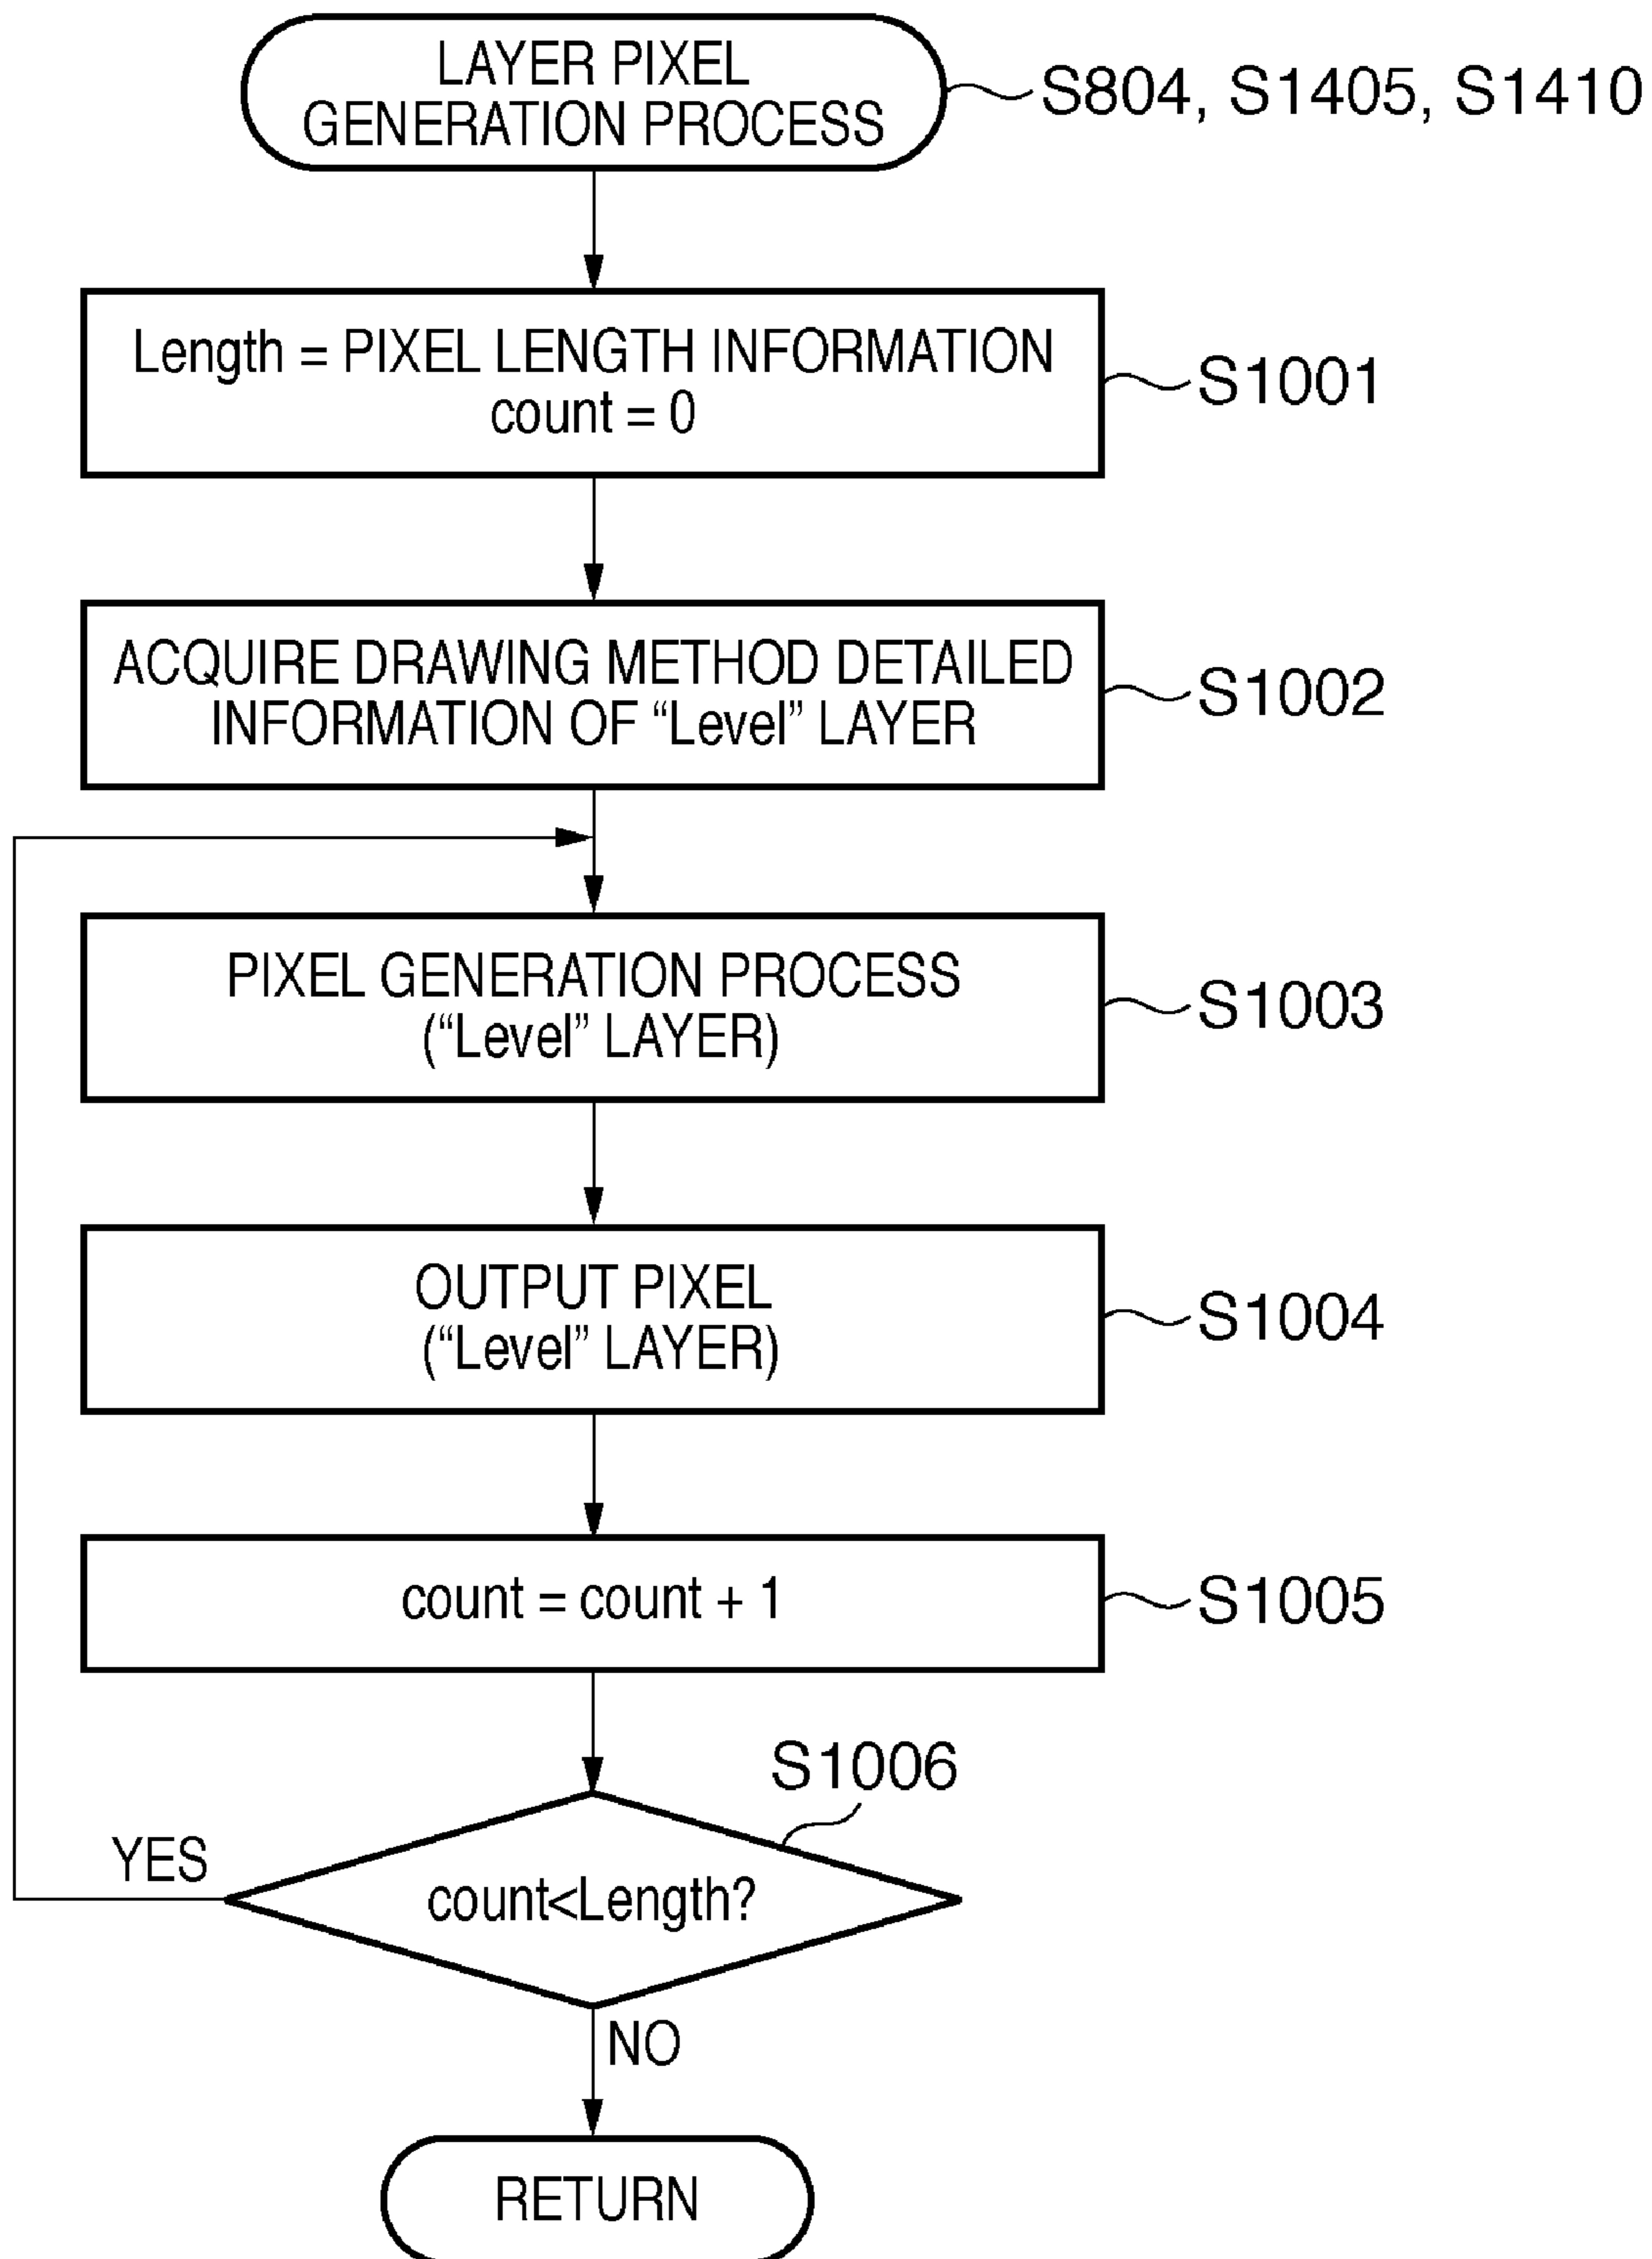 LAYER PIXEL
GENERATION PROCESS
S804, S1405, S1410
Length = PIXEL LENGTH INFORMATION
count = 0
S1001
ACQUIRE DRAWING METHOD DETAILED
INFORMATION OF “Level” LAYER
S1002
PIXEL GENERATION PROCESS
(“Level” LAYER)
S1003
OUTPUT PIXEL
(“Level” LAYER)
S1004
count = count + 1
S1005
S1006
YES
count<Length?
NO
RETURN